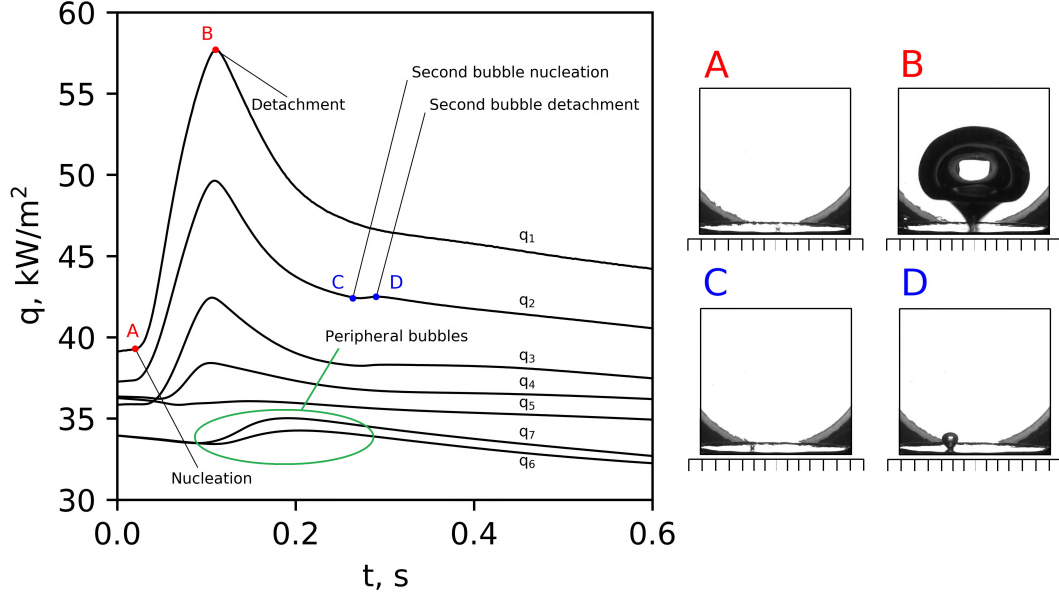 60
55
50
45
40
35
30
q, kW/m²
0.0
0.2
0.4
0.6
t, s
B
Detachment
Second bubble nucleation
Second bubble detachment
A
C
D
Nucleation
Peripheral bubbles
q₁
q₂
q₃
q₄
q₅
q₇
q₆
A
B
C
D